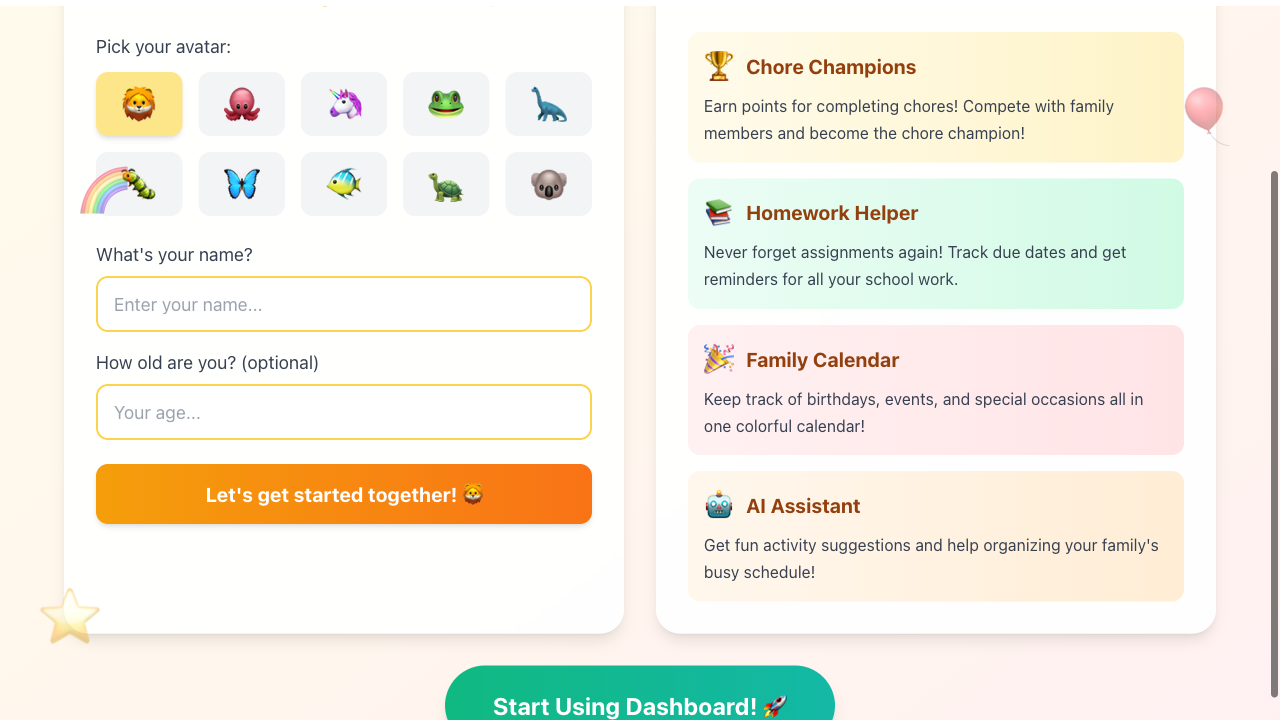 Pick your avatar:
What's your name?
Enter your name...
How old are you? (optional)
Your age...
Let's get started together! 🦁
Chore Champions
Earn points for completing chores! Compete with family
members and become the chore champion!
Homework Helper
Never forget assignments again! Track due dates and get
reminders for all your school work.
Family Calendar
Keep track of birthdays, events, and special occasions all in
one colorful calendar!
AI Assistant
Get fun activity suggestions and help organizing your family's
busy schedule!
Start Using Dashboard! 🚀